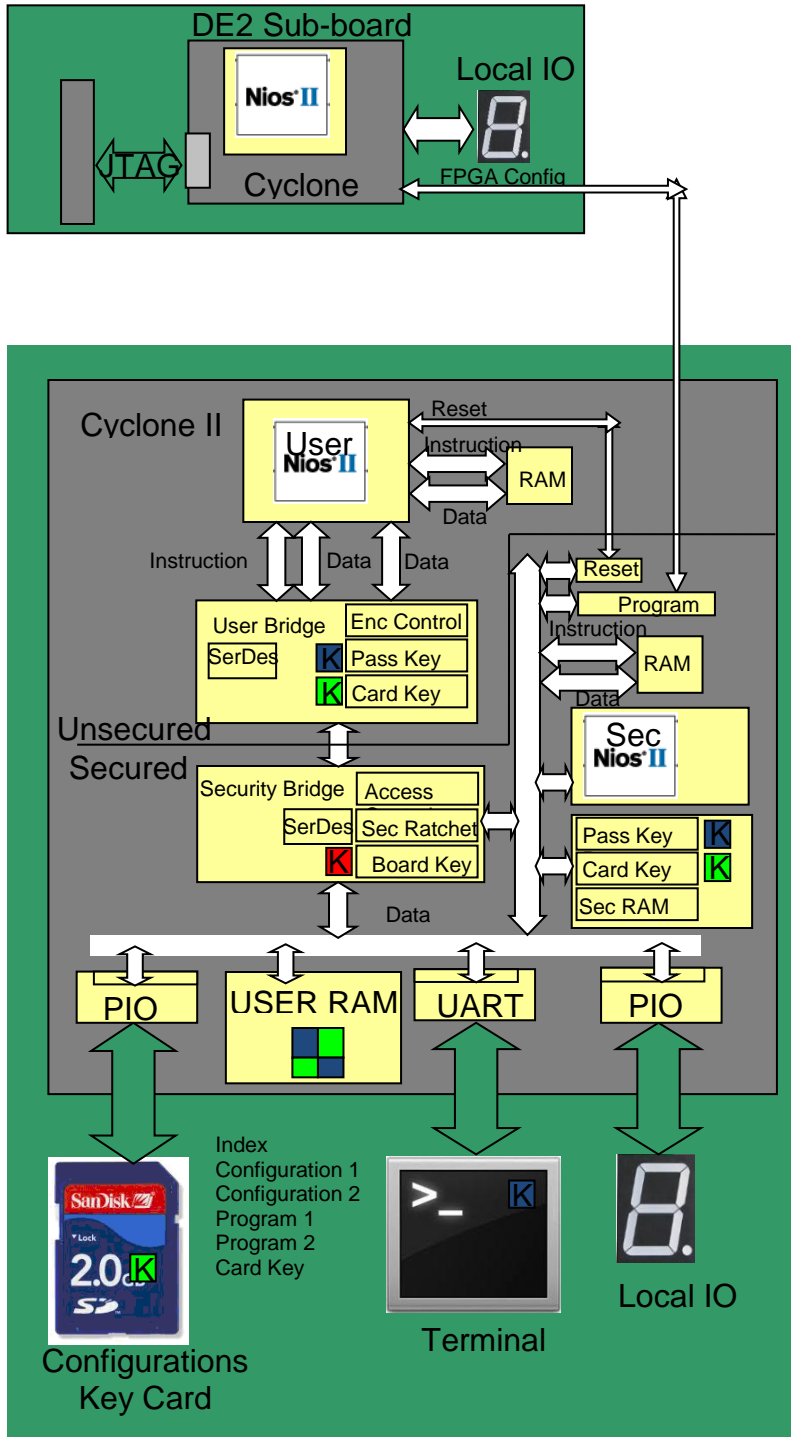 DE2 Sub-board
Nios II
Local IO
JTAG
Cyclone
FPGA Config
Cyclone II
Reset
User
Nios II
Instruction
RAM
Data
Instruction
Data
Data
Reset
Program
User Bridge
Enc Control
SerDes
K
Pass Key
K
Card Key
Instruction
RAM
Data
Unsecured
Secured
Sec
Nios II
Security Bridge
Access
SerDes
Sec Ratchet
K
Board Key
Pass Key
K
Card Key
K
Sec RAM
Data
PIO
USER RAM
UART
PIO
Index
Configuration 1
Configuration 2
Program 1
Program 2
Card Key
SanDisk
Lock
2.0
K
SD
>_
K
Local IO
Terminal
Configurations
Key Card